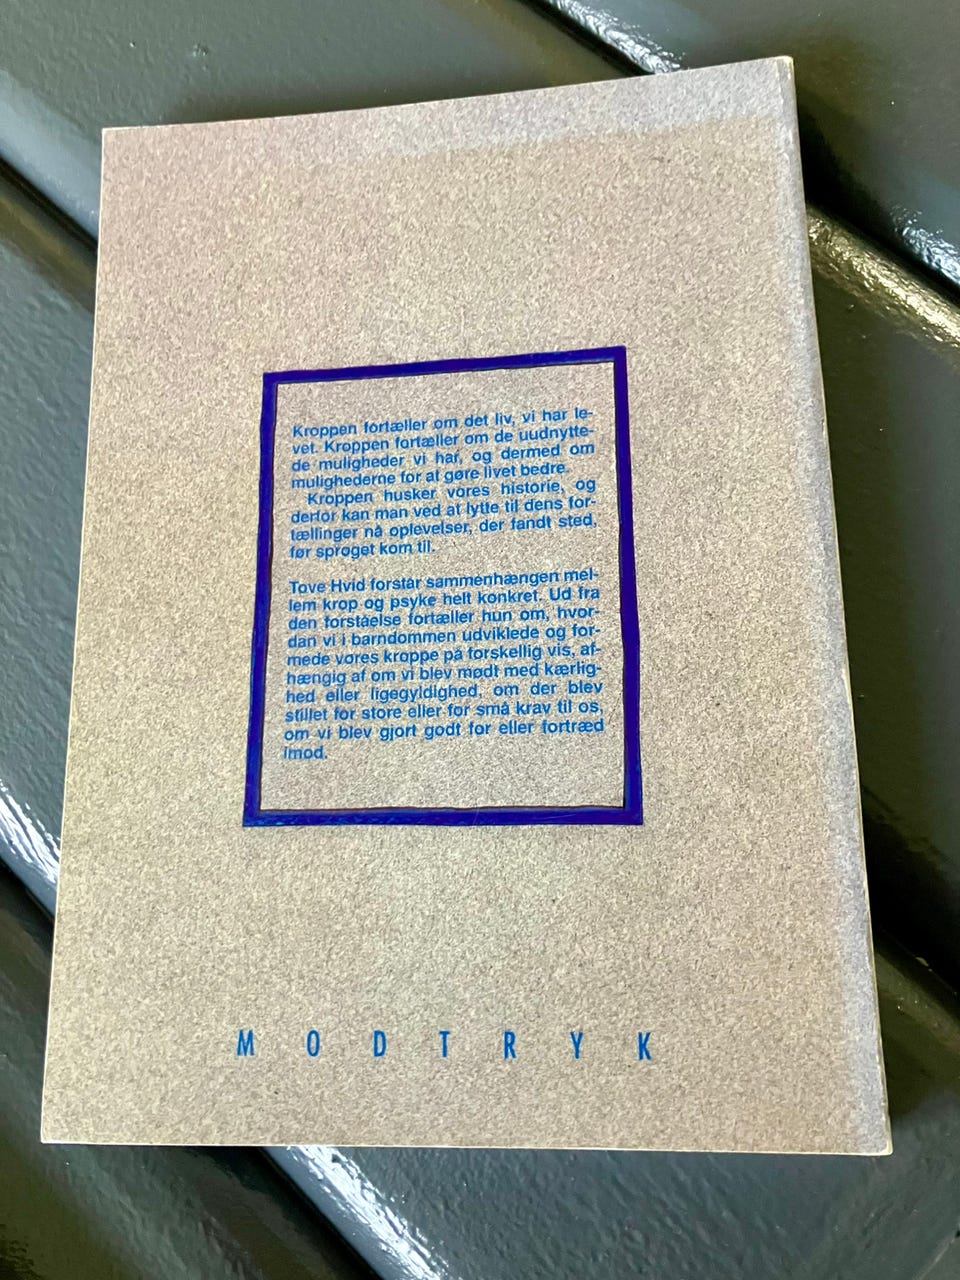 Kroppen fortæller om det liv, vi har le-
vet. Kroppen fortæller om de uudnytte-
de muligheder vi har, og dermed om
mulighederne for at gøre livet bedre.
Kroppen husker vores historie, og
derfor kan man ved at lytte til dens for-
tællinger nå oplevelser, der fandt sted,
før sproget kom til.
Tove Hvid forstår sammenhængen mel-
lem krop og psyke helt konkret. Ud fra
den forståelse fortæller hun om, hvor-
dan vi i barndommen udviklede og for-
mede vores kroppe på forskellig vis, af-
hængig af om vi blev mødt med kærlig-
hed eller ligegyldighed, om der blev
stillet for store eller for små krav til os,
om vi blev gjort godt for eller fortræd
imod.
MODTRYK